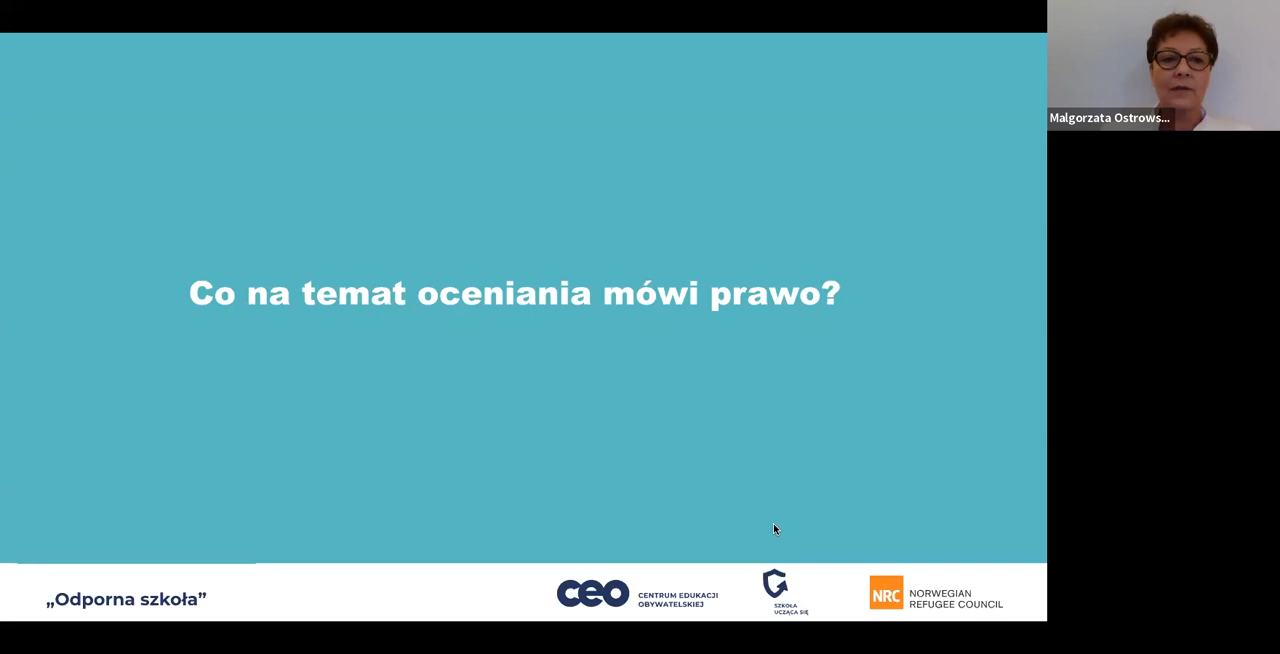 Malgorzata Ostrows...
Co na temat oceniania mówi prawo?
„Odporna szkoła”
ceo
CENTRUM EDUKACJI
OBYWATELSKIEJ
SZKOŁA
UCZĄCA SIĘ
NRC
NORWEGIAN
REFUGEE COUNCIL